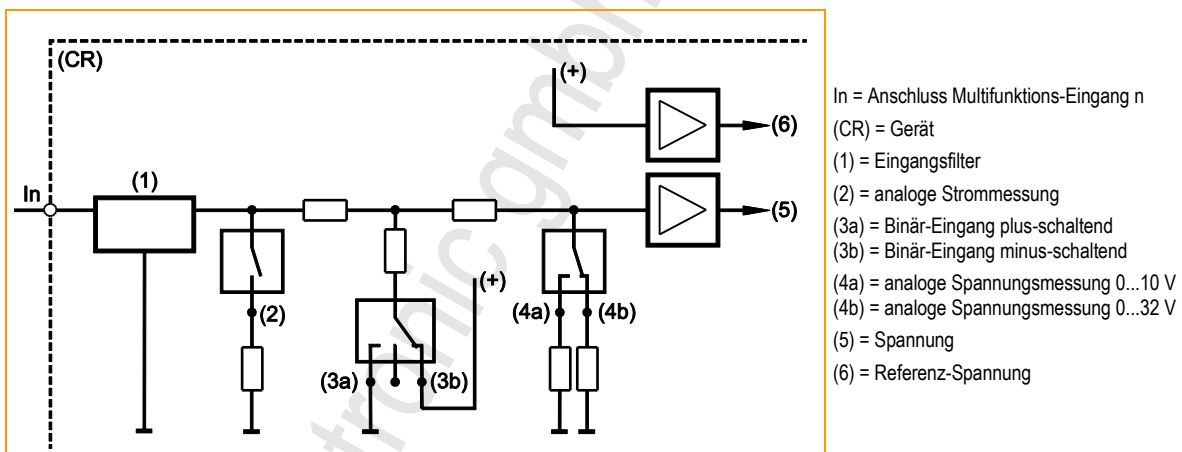 (CR)
(+)
(6)
In
(1)
(5)
(2)
(+)
(3a)
(3b)
(4a)
(4b)
In = Anschluss Multifunktions-Eingang n
(CR) = Gerät
(1) = Eingangsfilter
(2) = analoge Strommessung
(3a) = Binär-Eingang plus-schaltend
(3b) = Binär-Eingang minus-schaltend
(4a) = analoge Spannungsmessung 0...10 V
(4b) = analoge Spannungsmessung 0...32 V
(5) = Spannung
(6) = Referenz-Spannung
tronic gmbh